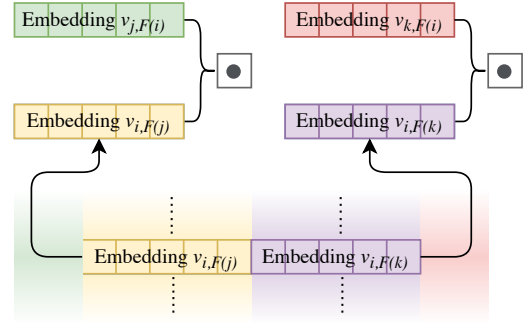 Embedding v_{j,F(i)}
Embedding v_{k,F(i)}
Embedding v_{i,F(j)}
Embedding v_{i,F(k)}
Embedding v_{i,F(j)}
Embedding v_{i,F(k)}